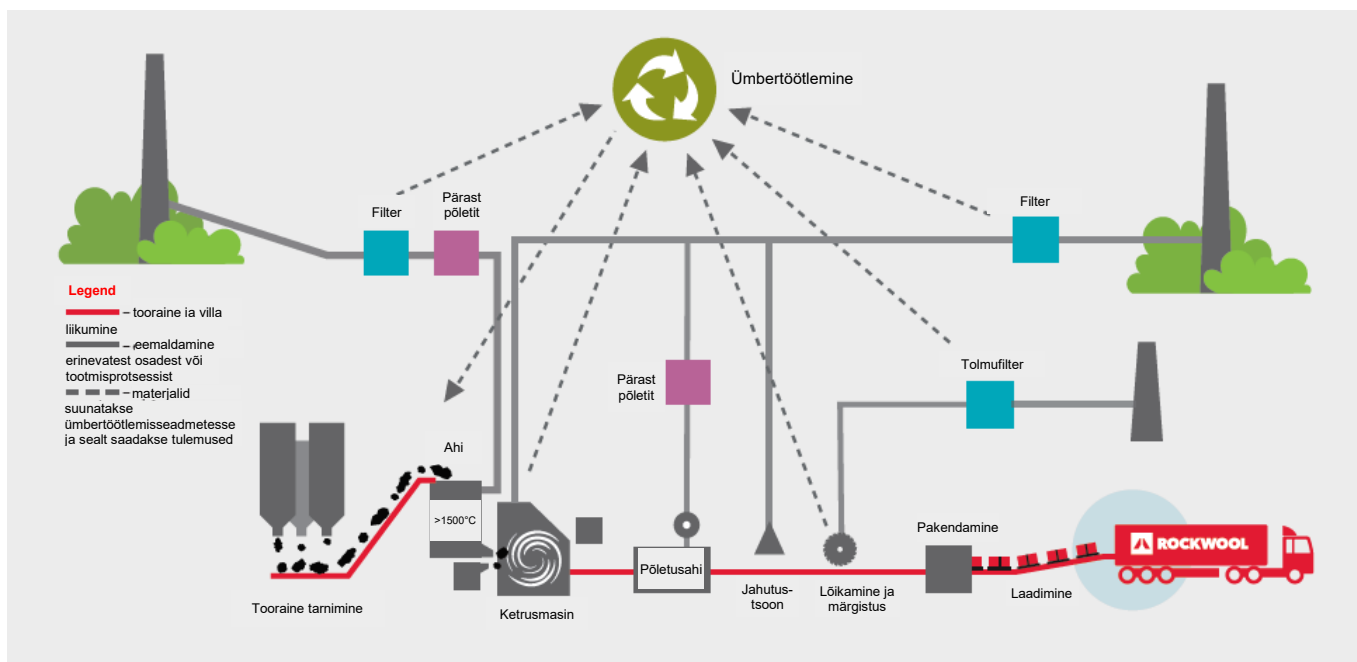 Ümbertöötlemine
Filter
Pärast
põletit
Filter
Legend
– tooraine ia villa
liikumine
– eemaldamine
erinevatest osadest või
tootmisprotsessist
– materjalid
suunatakse
ümbertöötlemisseadmetesse
ja sealt saadakse tulemused
Pärast
põletit
Tolmufilter
Ahi
>1500°C
Pakendamine
ROCKWOOL
Põletusahi
Tooraine tarnimine
Ketrusmasin
Jahutus-
tsoon
Lõikamine ja
märgistus
Laadimine